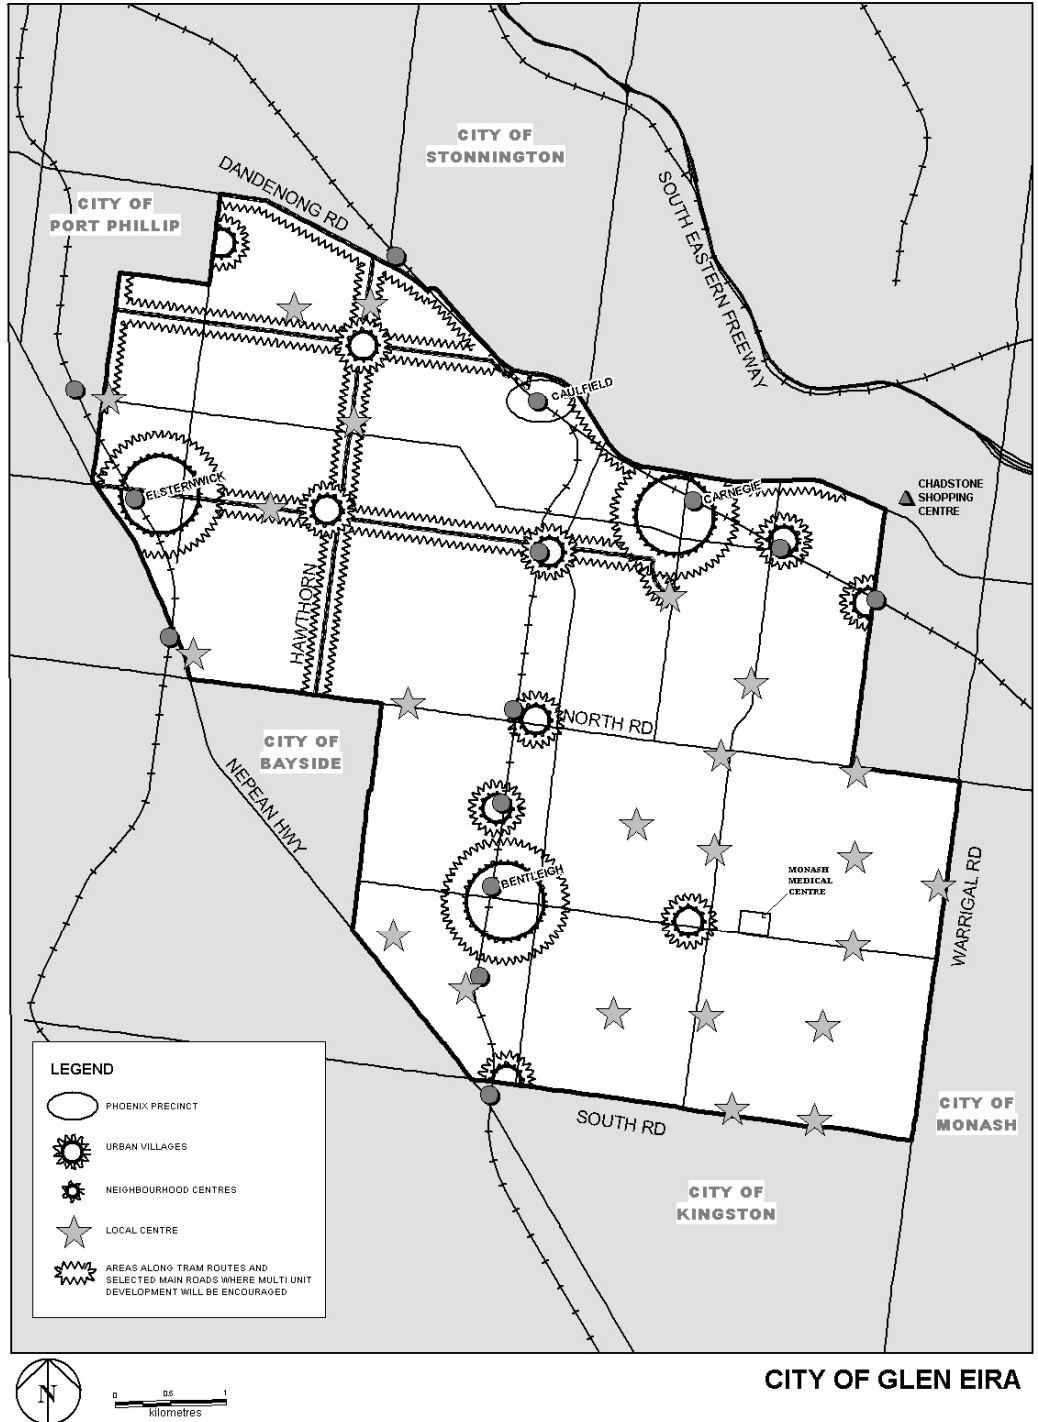 CITY OF
STONNINGTON
DANDENONG RD
CITY OF
PORT PHILLIP
SOUTH EASTERN FREEWAY
CAULFIELD
ELSTERNWICK
CARNEGIE
CHADSTONE
SHOPPING
CENTRE
HAWTHORN
NORTH RD
CITY OF
BAYSIDE
NEPEAN HWY
BENTLEIGH
MONASH
MEDICAL
CENTRE
WARRIGAL RD
SOUTH RD
CITY OF
MONASH
CITY OF
KINGSTON
LEGEND
PHOENIX PRECINCT
URBAN VILLAGES
NEIGHBOURHOOD CENTRES
LOCAL CENTRE
AREAS ALONG TRAM ROUTES AND
SELECTED MAIN ROADS WHERE MULTI UNIT
DEVELOPMENT WILL BE ENCOURAGED
N
0 0.5 1
kilometres
CITY OF GLEN EIRA